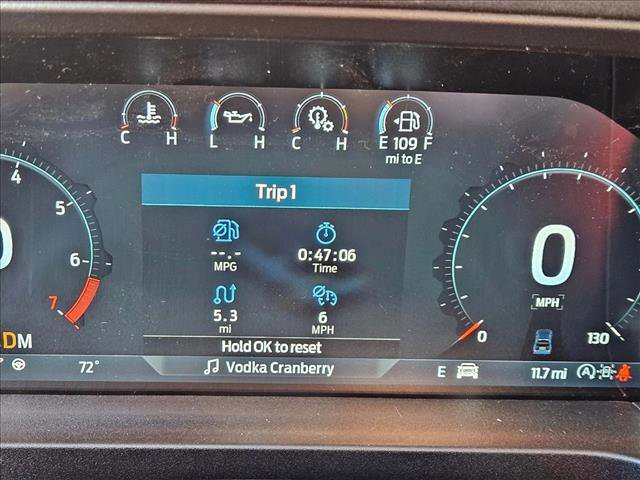 C H
L H
C H
E 109 F
mi to E
Trip 1
--.-
MPG
0:47:06
Time
5.3
mi
6
MPH
Hold OK to reset
4
5
6
7
0
MPH
0
130
DM
72°
Vodka Cranberry
E
11.7 mi
A